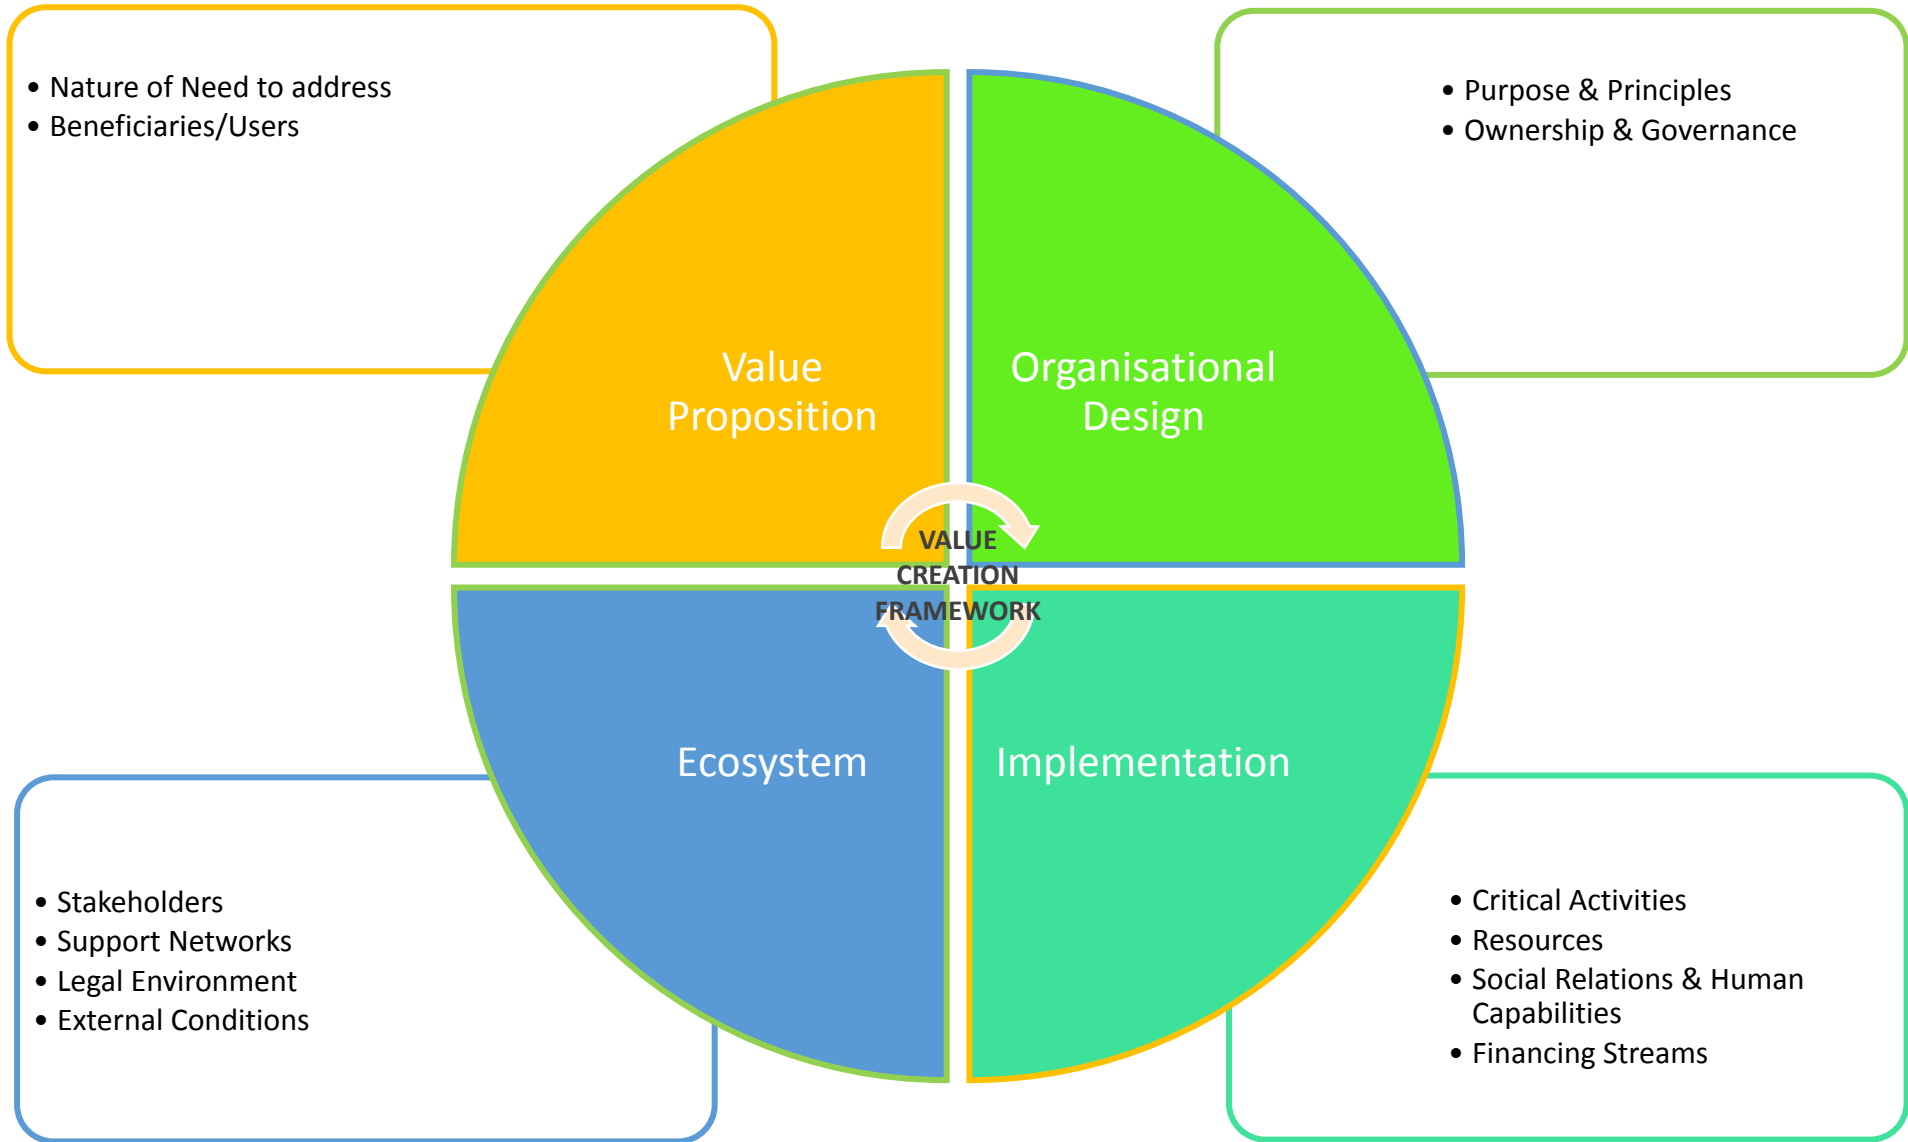 • Nature of Need to address
• Beneficiaries/Users
• Purpose & Principles
• Ownership & Governance
Value
Proposition
Organisational
Design
VALUE
CREATION
FRAMEWORK
Ecosystem
Implementation
• Stakeholders
• Support Networks
• Legal Environment
• External Conditions
• Critical Activities
• Resources
• Social Relations & Human
Capabilities
• Financing Streams